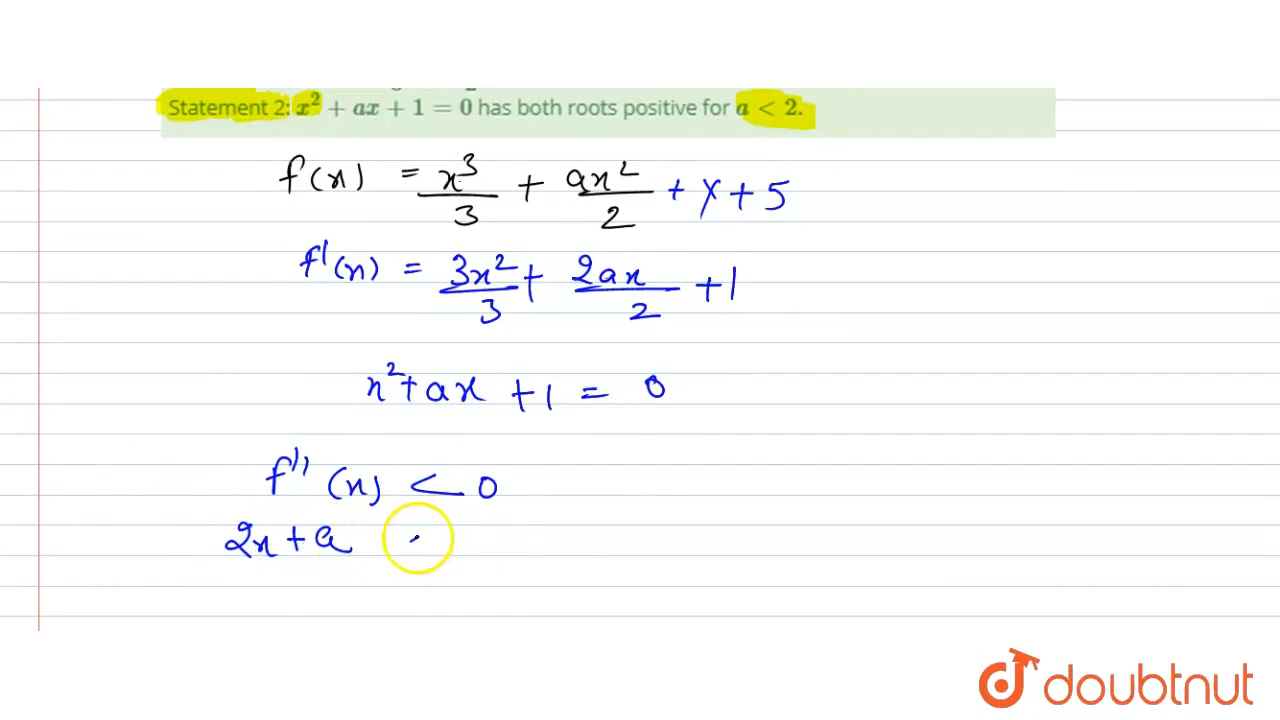 Statement 2: x² + ax + 1 = 0 has both roots positive for a < 2.
f(x) = x³/3 + ax²/2 + x + 5
f'(x) = 3x²/3 + 2ax/2 + 1
x² + ax + 1 = 0
f''(x) < 0
2x + a
doubtnut